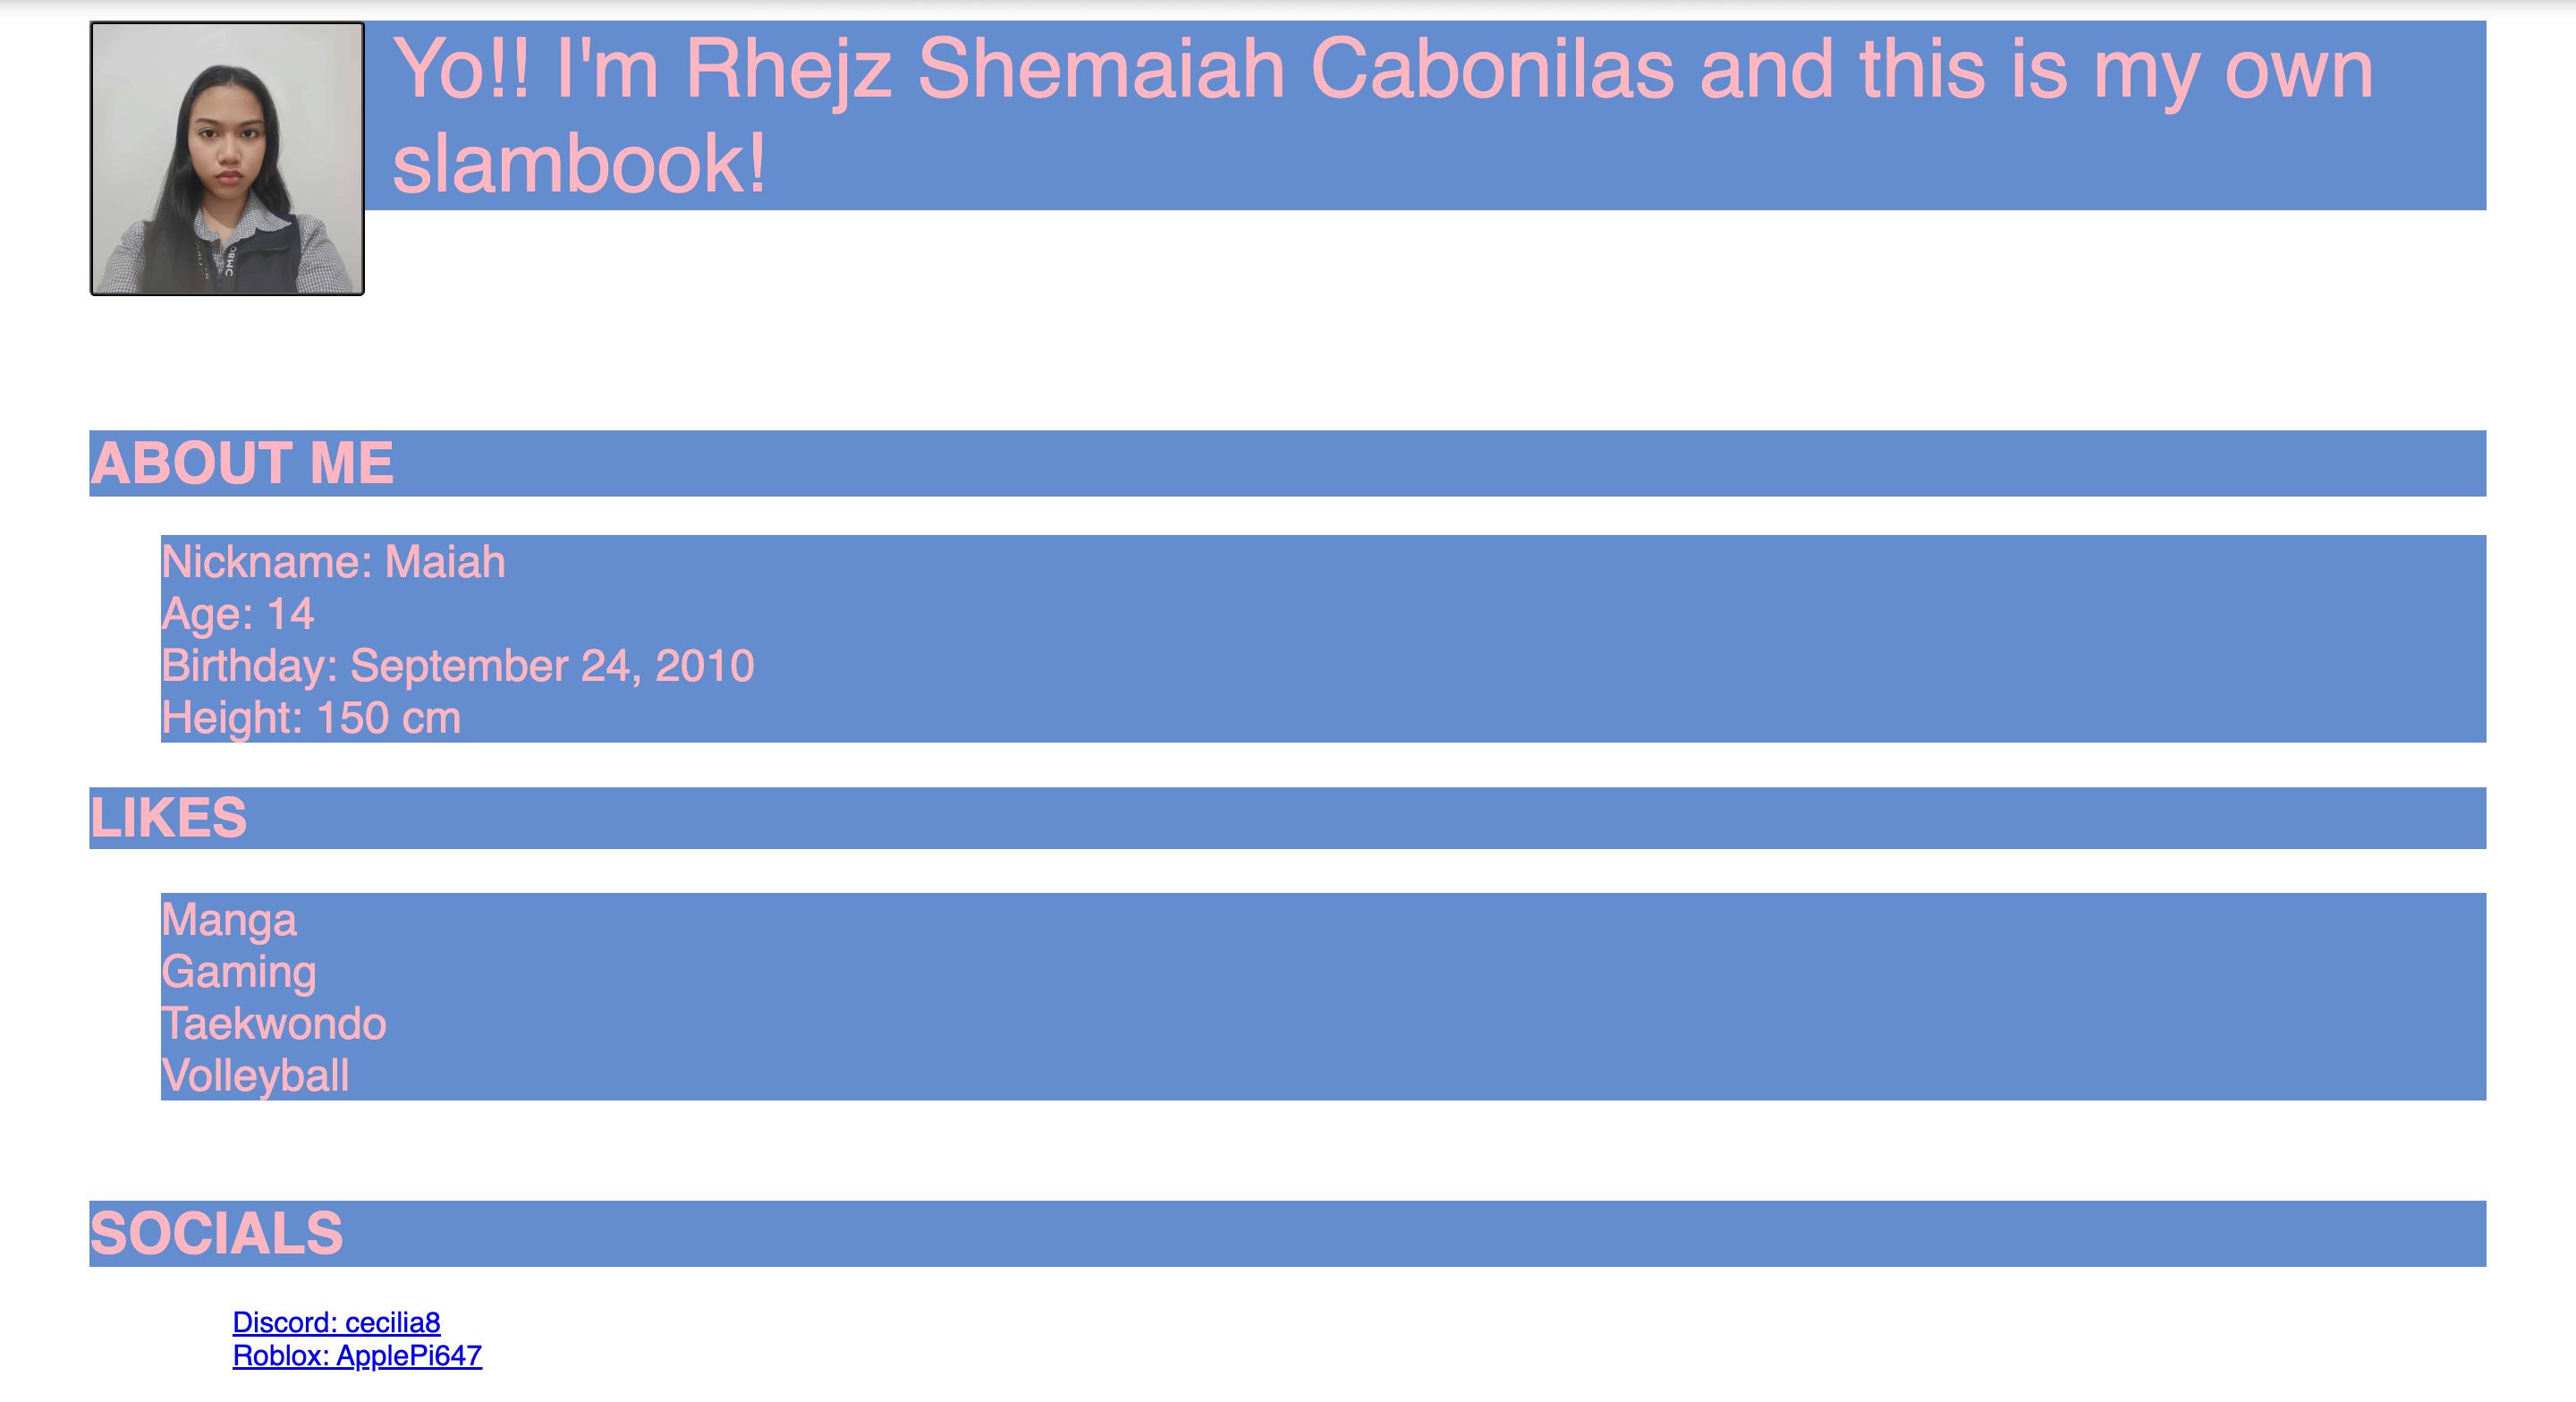 Yo!! I'm Rhejz Shemaiah Cabonilas and this is my own
slambook!
ABOUT ME
Nickname: Maiah
Age: 14
Birthday: September 24, 2010
Height: 150 cm
LIKES
Manga
Gaming
Taekwondo
Volleyball
SOCIALS
Discord: cecilia8
Roblox: ApplePi647